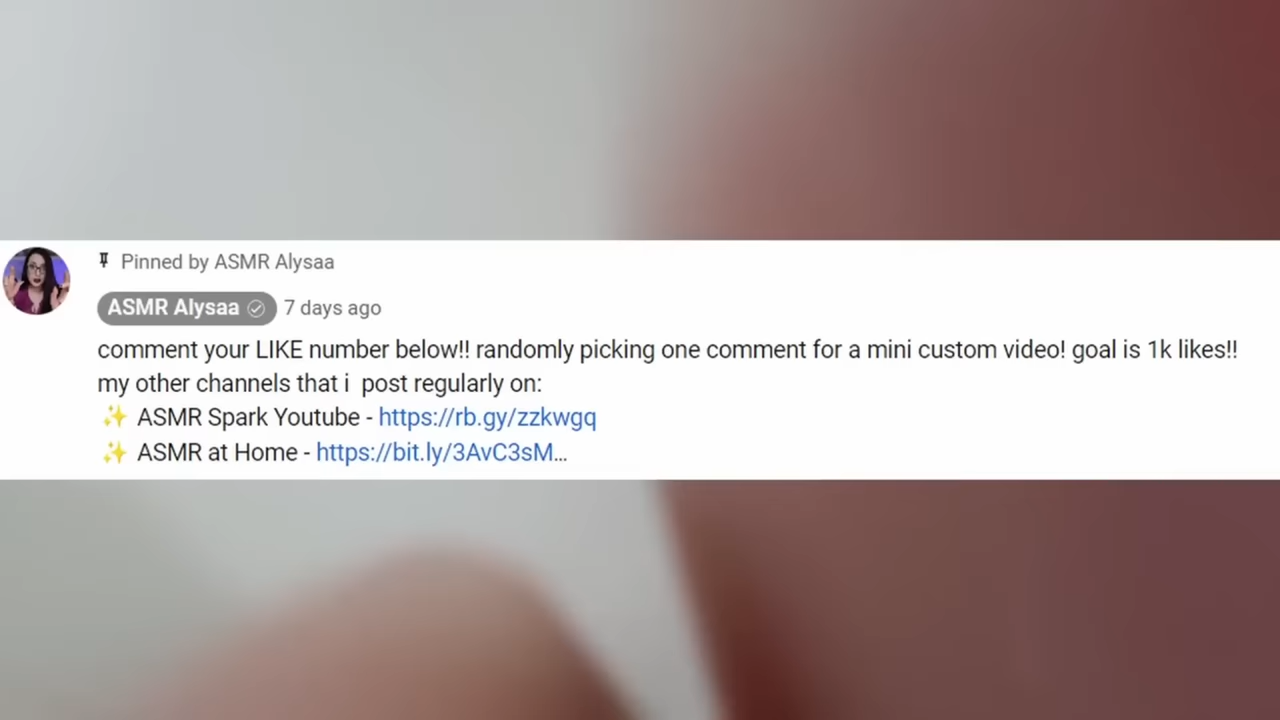 Pinned by ASMR Alysaa
ASMR Alysaa 7 days ago
comment your LIKE number below!! randomly picking one comment for a mini custom video! goal is 1k likes!!
my other channels that i  post regularly on:
✨ ASMR Spark Youtube - https://rb.gy/zzkwgq
✨ ASMR at Home - https://bit.ly/3AvC3sM...